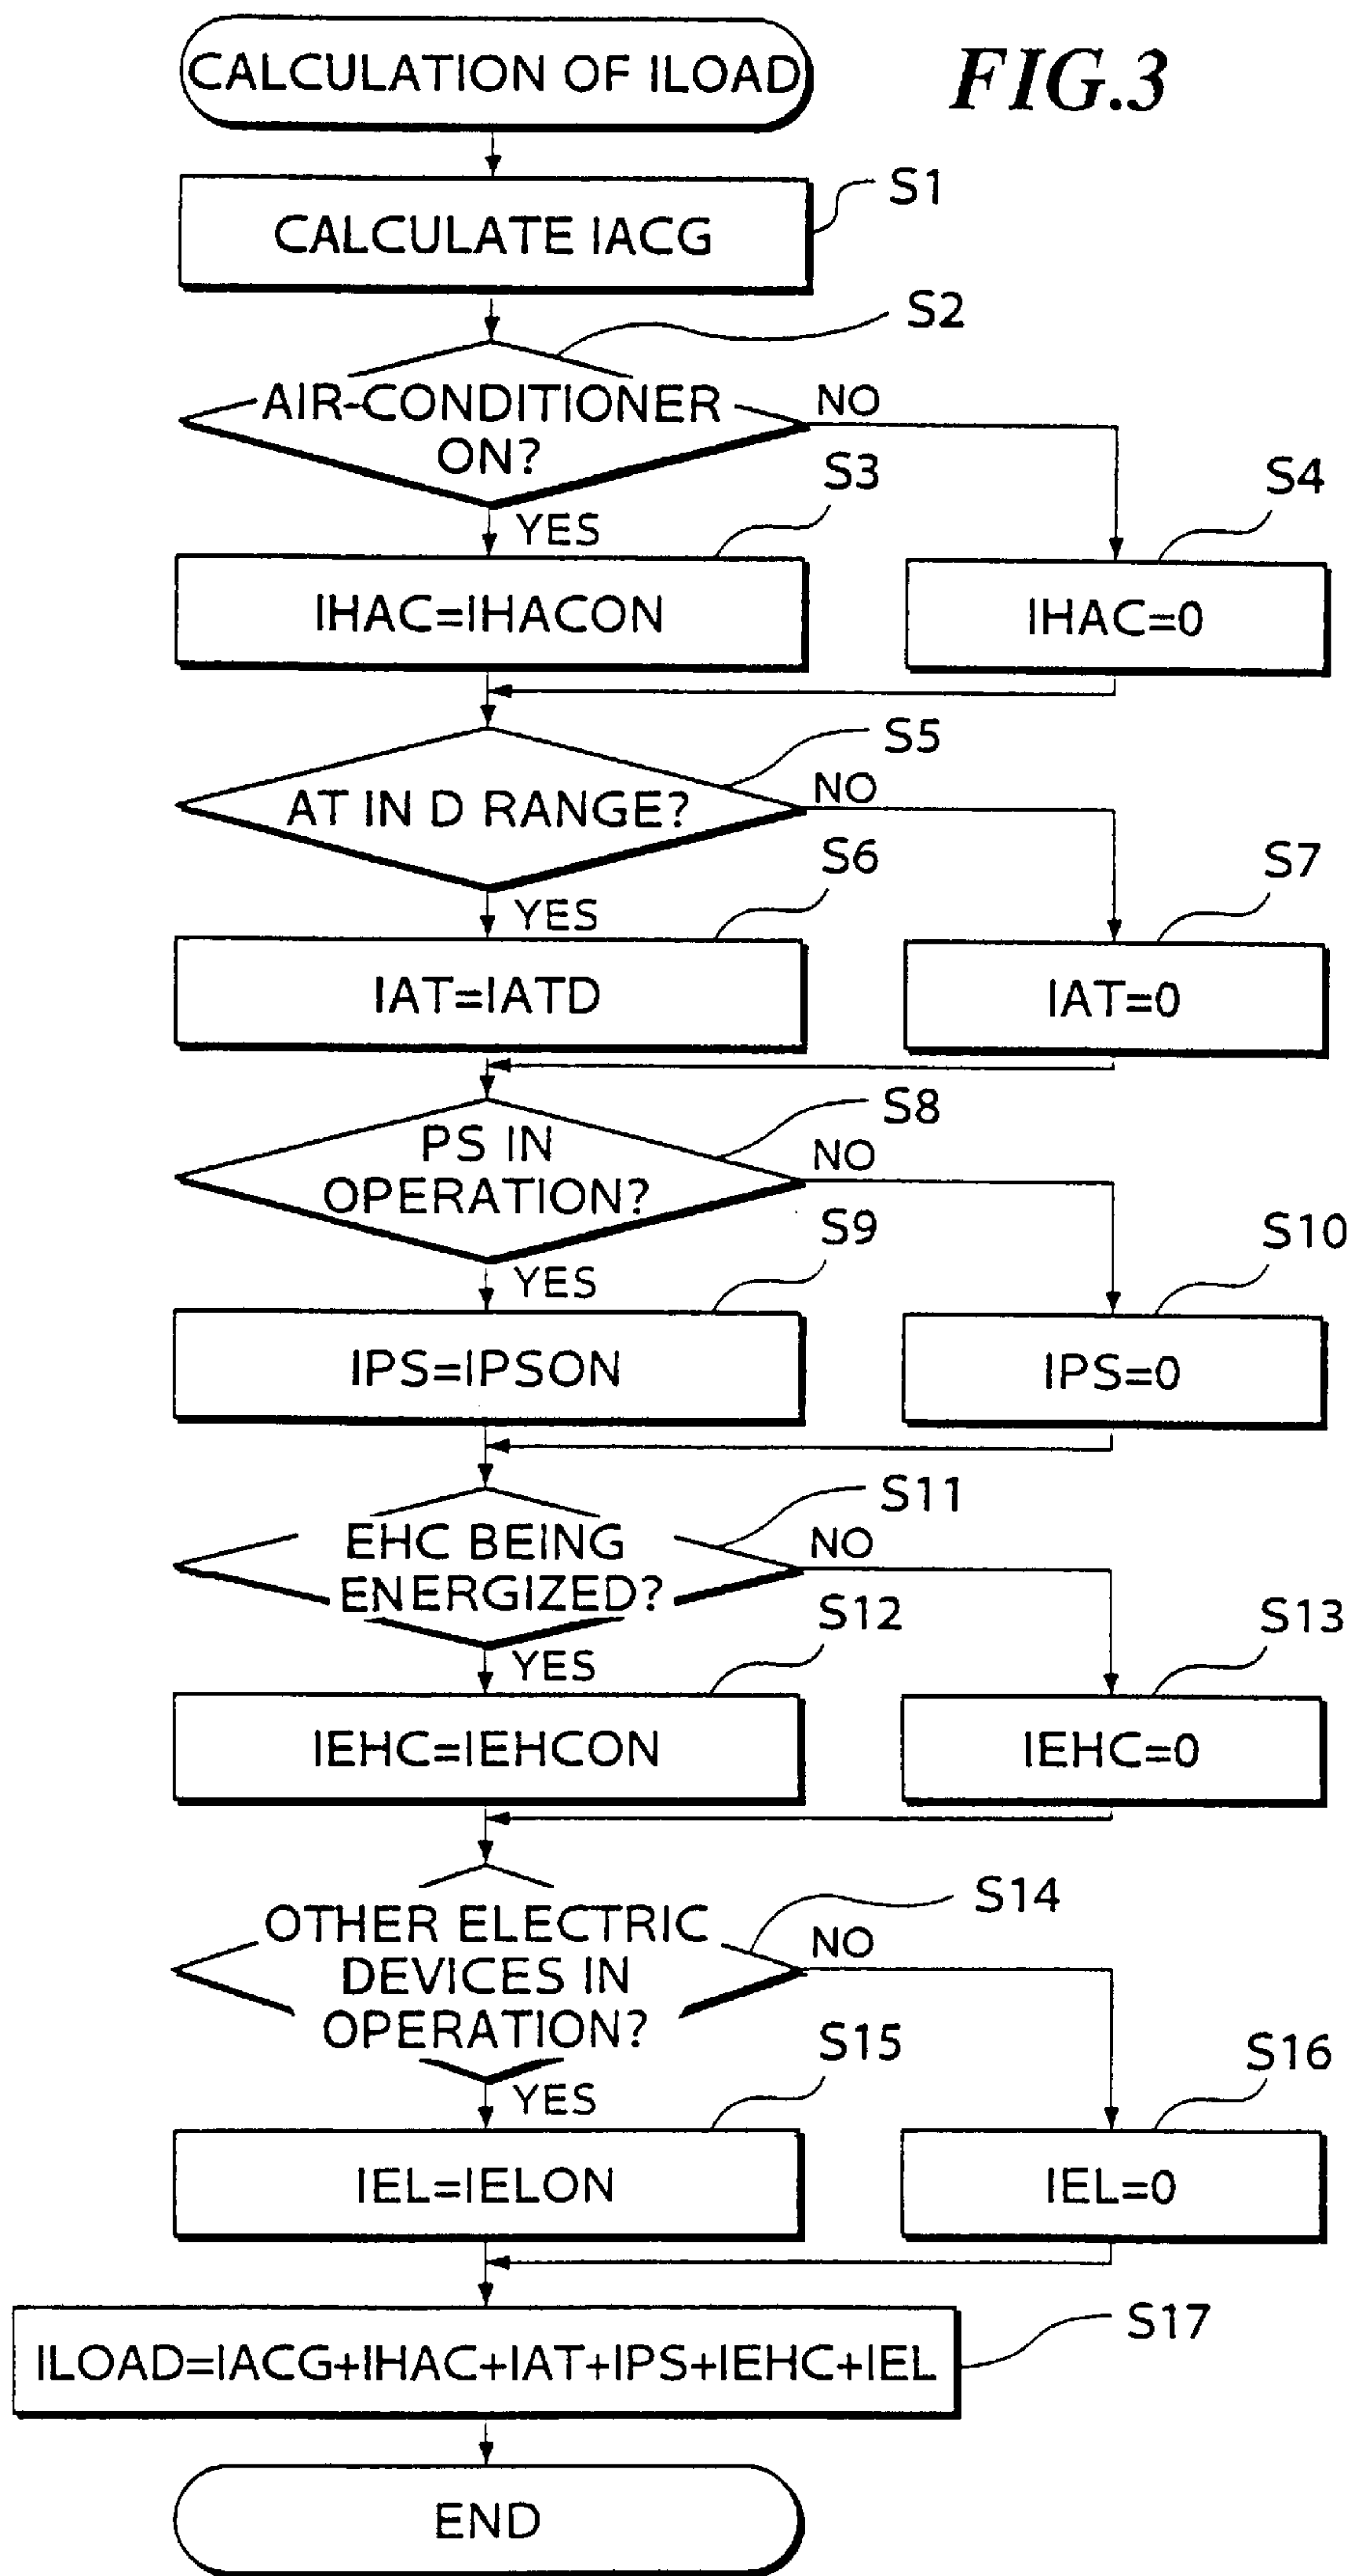 CALCULATION OF ILOAD
FIG.3
S1
CALCULATE IACG
S2
AIR-CONDITIONER
ON?
NO
YES
S3
S4
IHAC=IHACON
IHAC=0
S5
AT IN D RANGE?
NO
YES
S6
S7
IAT=IATD
IAT=0
S8
PS IN
OPERATION?
NO
YES
S9
S10
IPS=IPSON
IPS=0
S11
EHC BEING
ENERGIZED?
NO
YES
S12
S13
IEHC=IEHCON
IEHC=0
S14
OTHER ELECTRIC
DEVICES IN
OPERATION?
NO
YES
S15
S16
IEL=IELON
IEL=0
S17
ILOAD=IACG+IHAC+IAT+IPS+IEHC+IEL
END